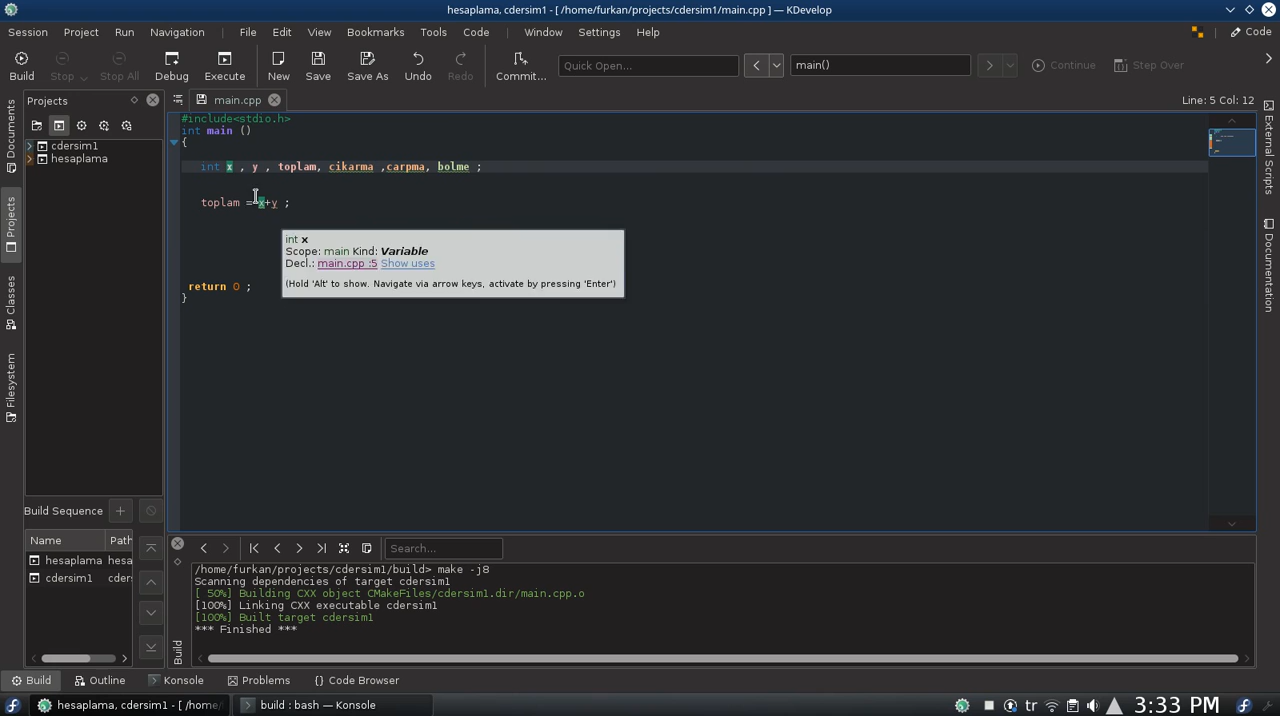 hesaplama, cdersim1 - [ /home/furkan/projects/cdersim1/main.cpp ] — KDevelop
Session Project Run Navigation File Edit View Bookmarks Tools Code Window Settings Help Code
Build Stop Stop All Debug Execute New Save Save As Undo Redo Commit... Quick Open... main() Continue Step Over
Projects
main.cpp
Line: 5 Col: 12
Documents
Projects
Classes
Filesystem
cdersim1
hesaplama
#include<stdio.h>
int main ()
{
int x , y , toplam, cikarma ,carpma, bolme ;
toplam = x+y ;
int x
Scope: main Kind: Variable
Decl.: main.cpp :5 Show uses
(Hold 'Alt' to show. Navigate via arrow keys, activate by pressing 'Enter')
return 0 ;
}
External Scripts
Documentation
Build Sequence
Name Path
hesaplama hesa
cdersim1 cders
Search...
/home/furkan/projects/cdersim1/build> make -j8
Scanning dependencies of target cdersim1
[ 50%] Building CXX object CMakeFiles/cdersim1.dir/main.cpp.o
[100%] Linking CXX executable cdersim1
[100%] Built target cdersim1
*** Finished ***
Build
Build Outline Konsole Problems {} Code Browser
hesaplama, cdersim1 - [ /home/ build : bash — Konsole tr 3:33 PM